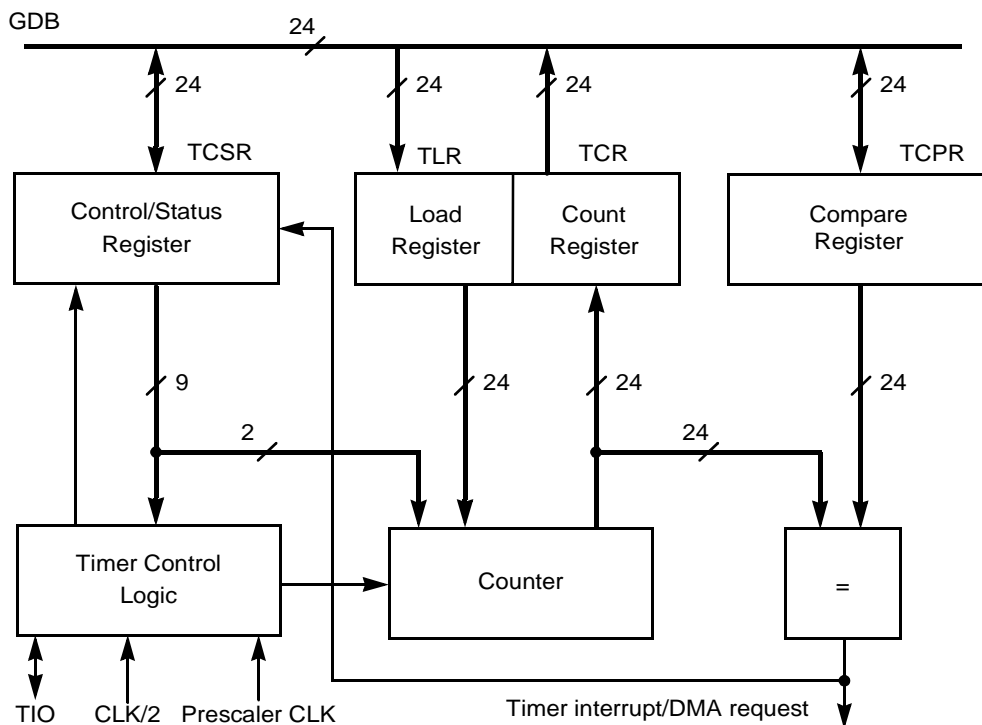 GDB
24
24
24
24
24
TCSR
TLR
TCR
TCPR
Control/Status
Register
Load
Register
Count
Register
Compare
Register
9
24
24
24
2
24
Timer Control
Logic
Counter
=
TIO
CLK/2
Prescaler CLK
Timer interrupt/DMA request